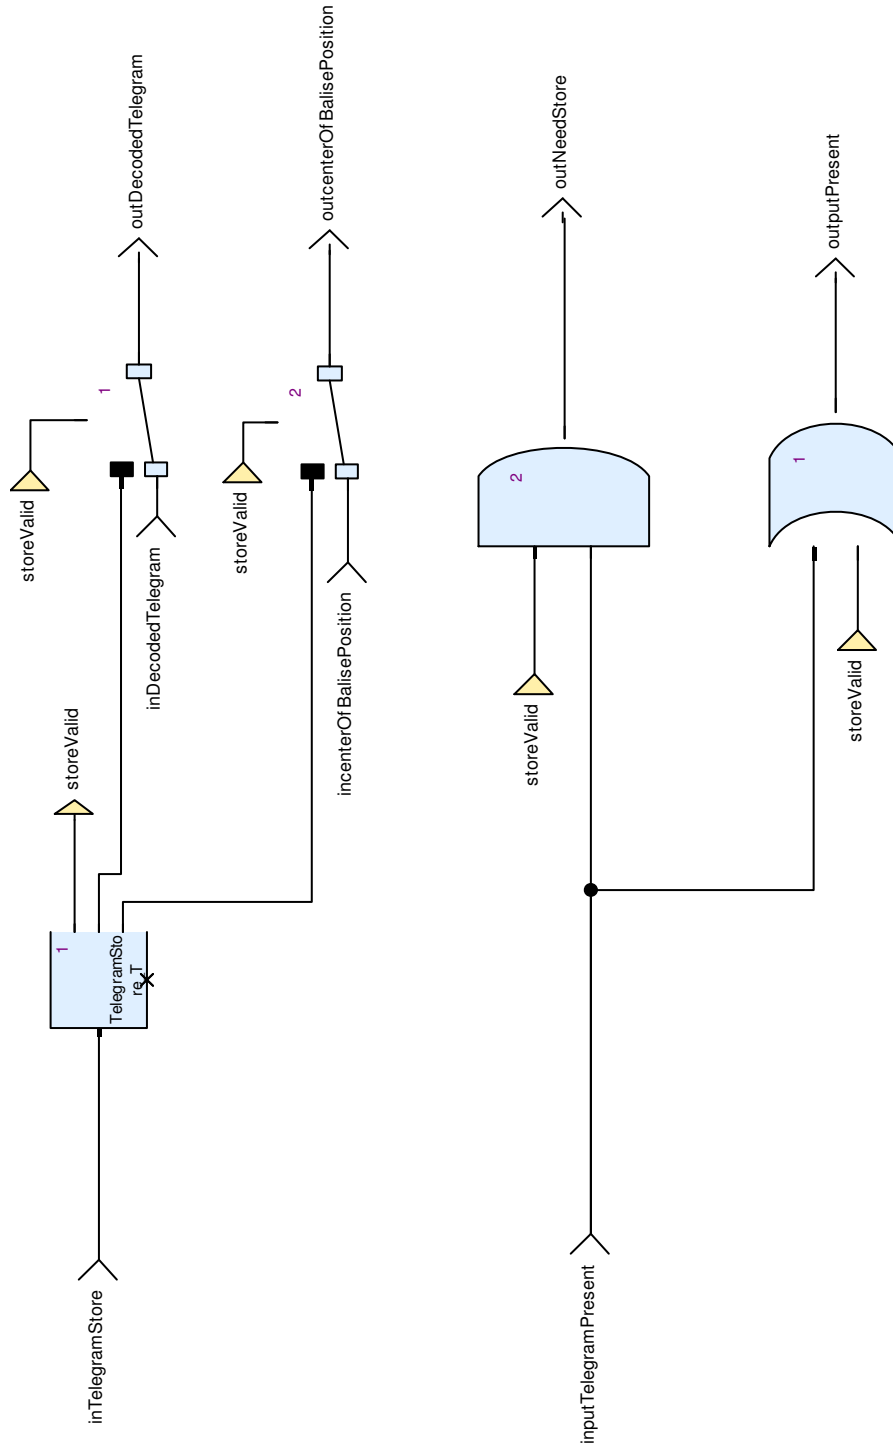 inTelegramStore
1
TelegramSto
re_T
storeValid
storeValid
1
inDecodedTelegram
outDecodedTelegram
storeValid
2
incenterOfBalisePosition
outcenterOfBalisePosition
inputTelegramPresent
storeValid
2
outNeedStore
storeValid
1
outputPresent